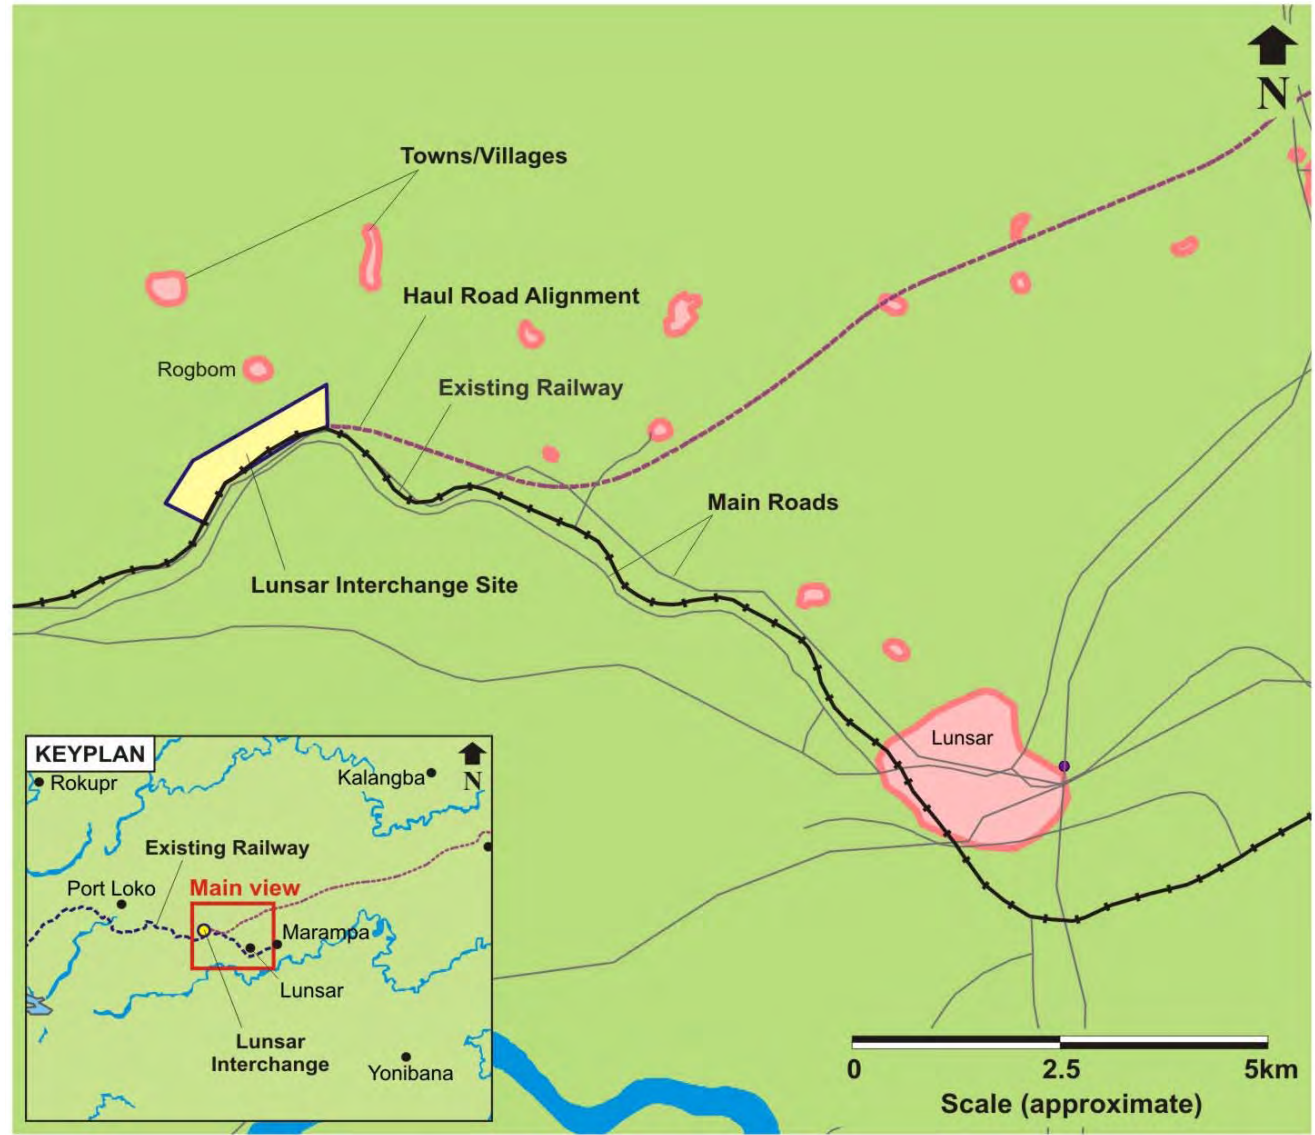 N
Towns/Villages
Haul Road Alignment
Rogbom
Existing Railway
Main Roads
Lunsar Interchange Site
Lunsar
KEYPLAN
N
Rokupr
Kalangba
Existing Railway
Port Loko
Main view
Marampa
Lunsar
Lunsar
Interchange
Yonibana
0 2.5 5km
Scale (approximate)